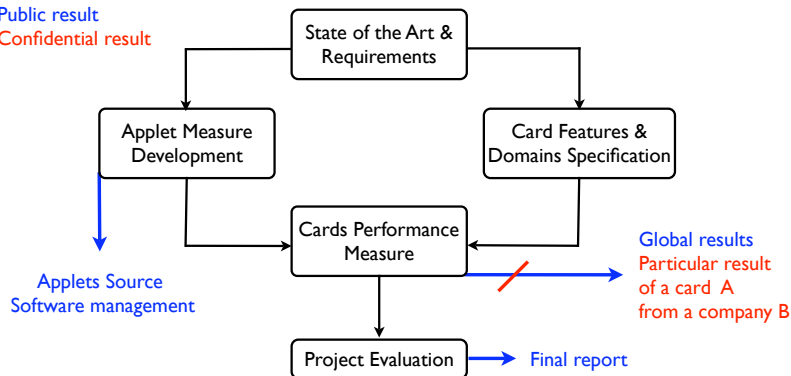 Public result
Confidential result
State of the Art &
Requirements
Applet Measure
Development
Card Features &
Domains Specification
Cards Performance
Measure
Global results
Particular result
of a card A
from a company B
Applets Source
Software management
Project Evaluation
Final report